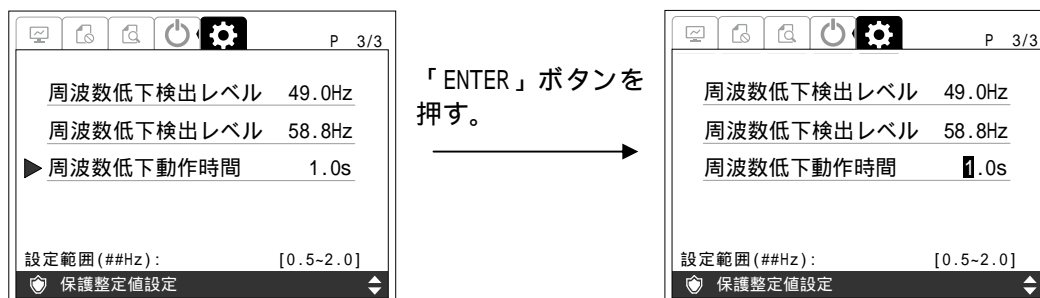 P 3/3
周波数低下検出レベル 49.0Hz
周波数低下検出レベル 58.8Hz
周波数低下動作時間 1.0s
設定範囲(##Hz): [0.5~2.0]
保護整定値設定
「ENTER」ボタンを
押す。
P 3/3
周波数低下検出レベル 49.0Hz
周波数低下検出レベル 58.8Hz
周波数低下動作時間 1.0s
設定範囲(##Hz): [0.5~2.0]
保護整定値設定